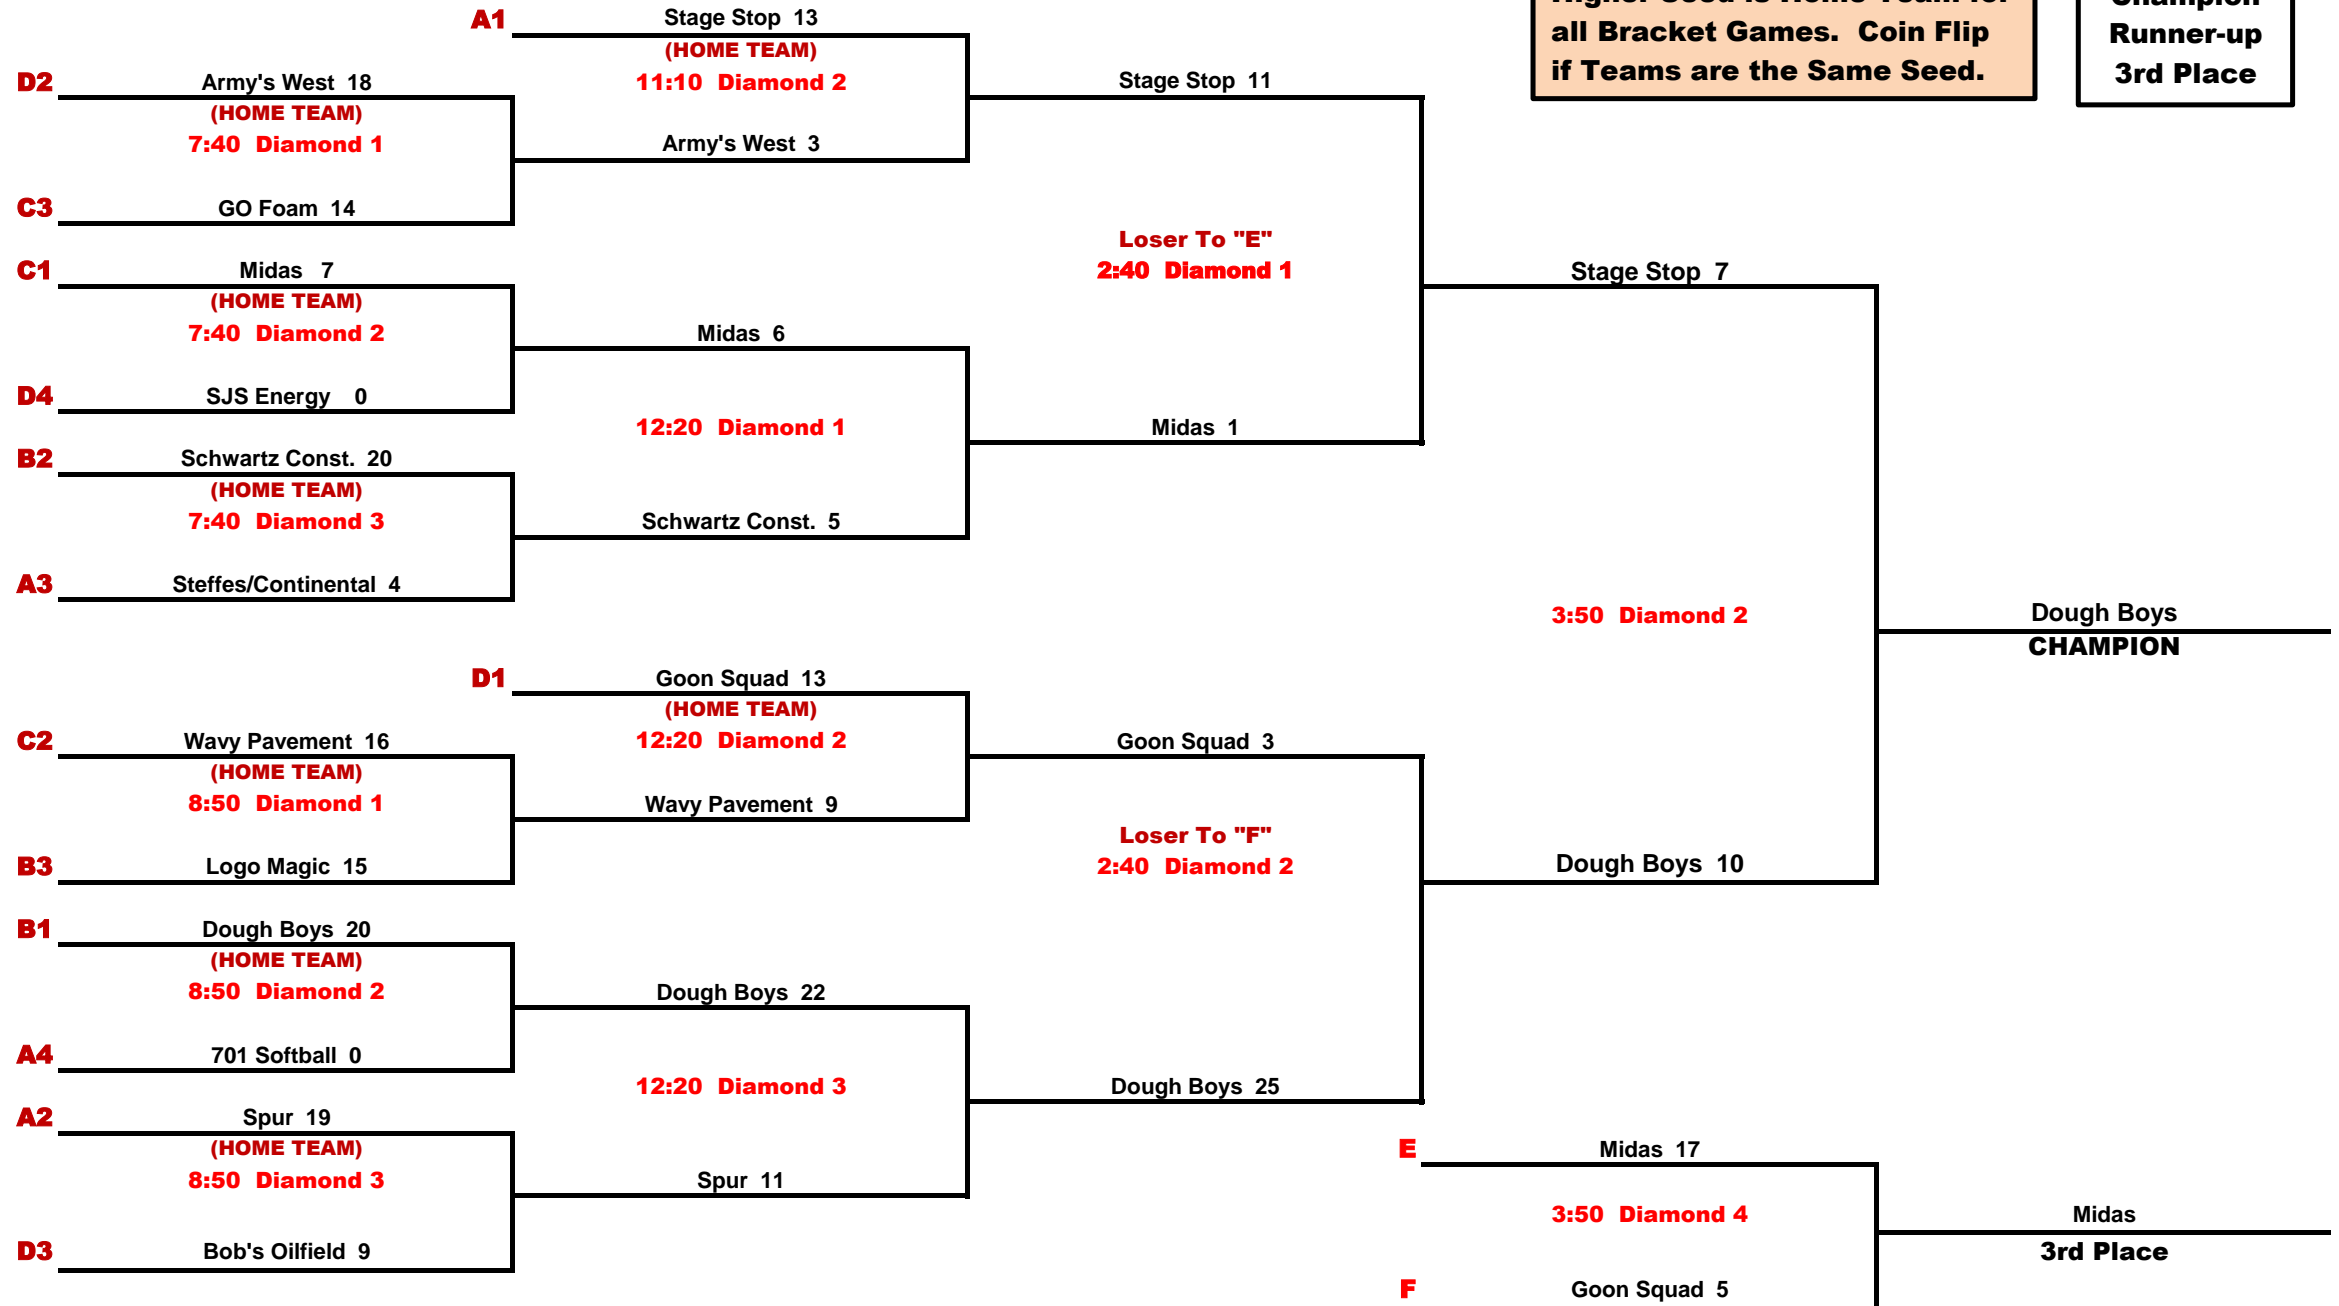 Higher Seed is Home Team for
all Bracket Games.  Coin Flip
if Teams are the Same Seed.
Champion
Runner-up
3rd Place
A1
Stage Stop  13
(HOME TEAM)
11:10  Diamond 2
D2
Army's West  18
(HOME TEAM)
7:40  Diamond 1
Army's West  3
C3
GO Foam  14
Stage Stop  11
Loser To "E"
2:40  Diamond 1
C1
Midas   7
(HOME TEAM)
7:40  Diamond 2
Midas  6
D4
SJS Energy    0
12:20  Diamond 1
Midas  1
B2
Schwartz Const.  20
(HOME TEAM)
7:40  Diamond 3
Schwartz Const.  5
A3
Steffes/Continental  4
Stage Stop  7
3:50  Diamond 2
Dough Boys
CHAMPION
D1
Goon Squad  13
(HOME TEAM)
12:20  Diamond 2
C2
Wavy Pavement  16
(HOME TEAM)
8:50  Diamond 1
Wavy Pavement  9
B3
Logo Magic  15
Goon Squad  3
Loser To "F"
2:40  Diamond 2
Dough Boys  10
B1
Dough Boys  20
(HOME TEAM)
8:50  Diamond 2
Dough Boys  22
A4
701 Softball  0
12:20  Diamond 3
Dough Boys  25
A2
Spur  19
(HOME TEAM)
8:50  Diamond 3
Spur  11
D3
Bob's Oilfield  9
E
Midas  17
3:50  Diamond 4
Midas
3rd Place
F
Goon Squad  5